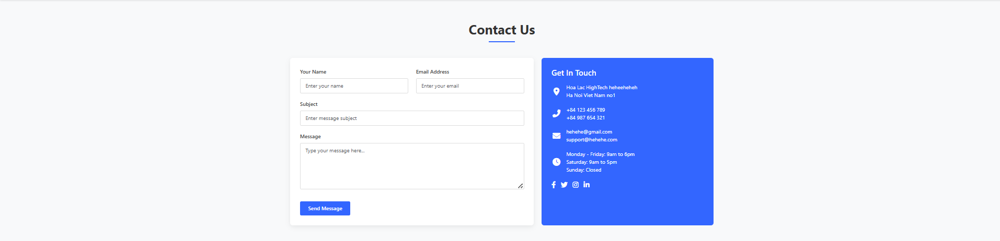 Contact Us
Your Name
Email Address
Enter your name
Enter your email
Subject
Enter message subject
Message
Type your message here...
Send Message
Get In Touch
Hoa Lac HighTech heheeheheh
Ha Noi Viet Nam no1
+84 123 456 789
+84 987 654 321
hehehe@gmail.com
support@hehehe.com
Monday - Friday: 9am to 6pm
Saturday: 9am to 5pm
Sunday: Closed